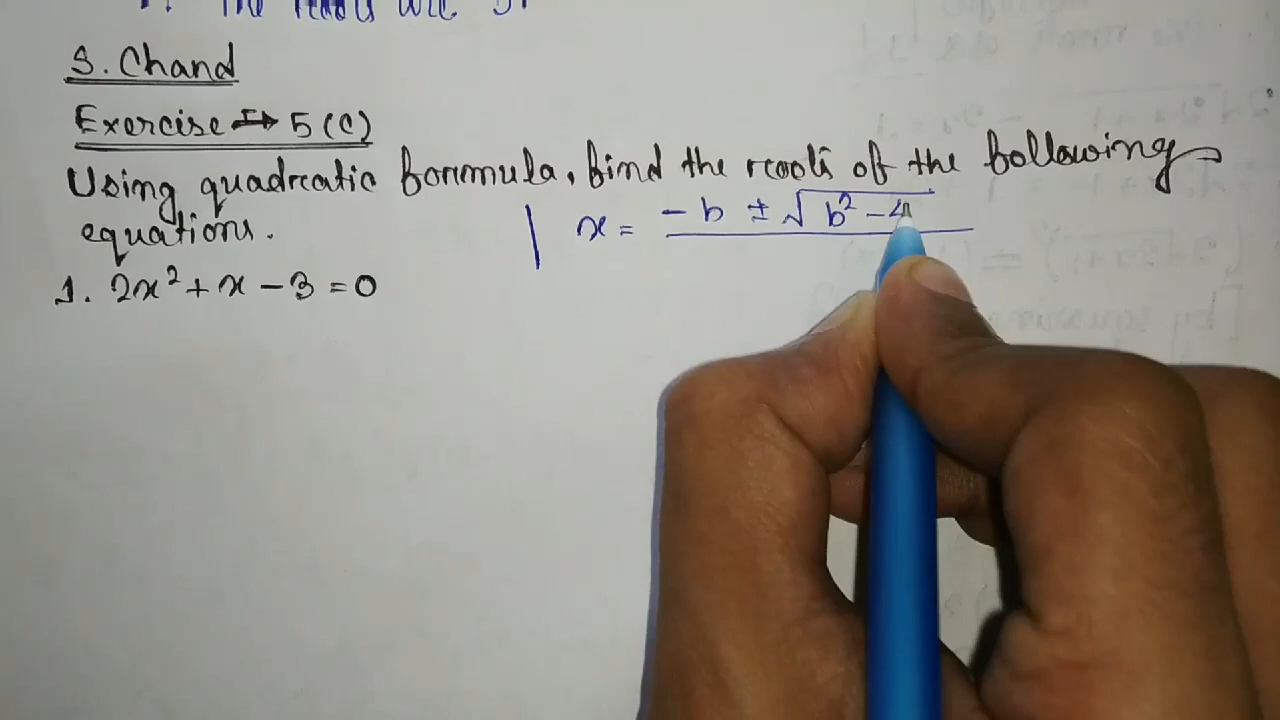 S. Chand
Exercise → 5(C)
Using quadratic formula, find the roots of the following
equations.
x = -b ± √b² - 4
1. 2x² + x - 3 = 0